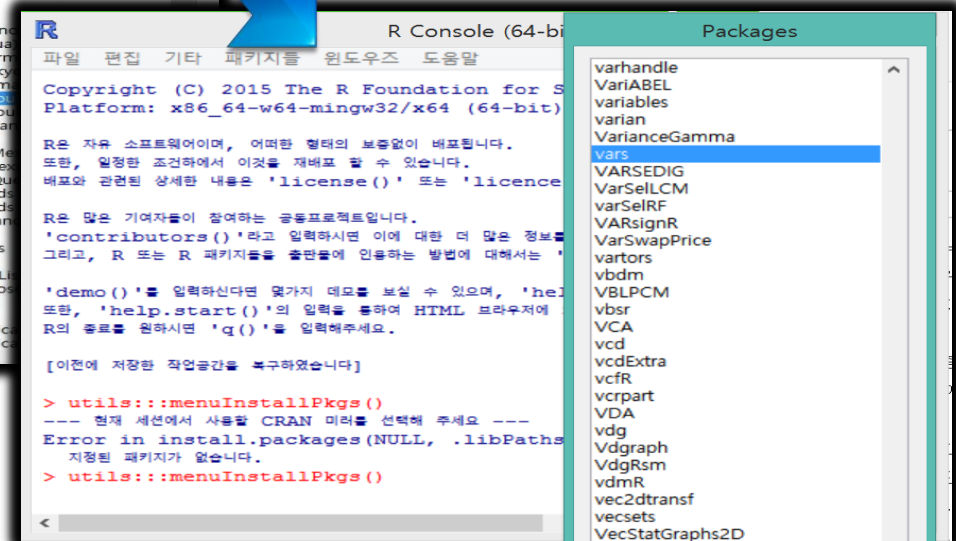 R Console (64-bi
파일 편집 기타 패키지들 윈도우즈 도움말
Copyright (C) 2015 The R Foundation for S
Platform: x86_64-w64-mingw32/x64 (64-bit)
R은 자유 소프트웨어이며, 어떠한 형태의 보증없이 배포됩니다.
또한, 일정한 조건하에서 이것을 재배포 할 수 있습니다.
배포와 관련된 상세한 내용은 'license()' 또는 'licence
R은 많은 기여자들이 참여하는 공동프로젝트입니다.
'contributors()'라고 입력하시면 이에 대한 더 많은 정보를
그리고, R 또는 R 패키지들을 출판물에 인용하는 방법에 대해서는 '
'demo()'를 입력하신다면 몇가지 데모를 보실 수 있으며, 'hel
또한, 'help.start()'의 입력을 통하여 HTML 브라우저에
R의 종료를 원하시면 'q()'을 입력해주세요.
[이전에 저장한 작업공간을 복구하였습니다]
> utils:::menuInstallPkgs()
--- 현재 세션에서 사용할 CRAN 미러를 선택해 주세요 ---
Error in install.packages(NULL, .libPaths
지정된 패키지가 없습니다.
> utils:::menuInstallPkgs()
Packages
varhandle
VariABEL
variables
varian
VarianceGamma
vars
VARSEDIG
VarSelLCM
varSelRF
VARsignR
VarSwapPrice
vartors
vbdm
VBLPCM
vbsr
VCA
vcd
vcdExtra
vcfR
vcrpart
VDA
vdg
Vdgraph
VdgRsm
vdmR
vec2dtransf
vecsets
VecStatGraphs2D